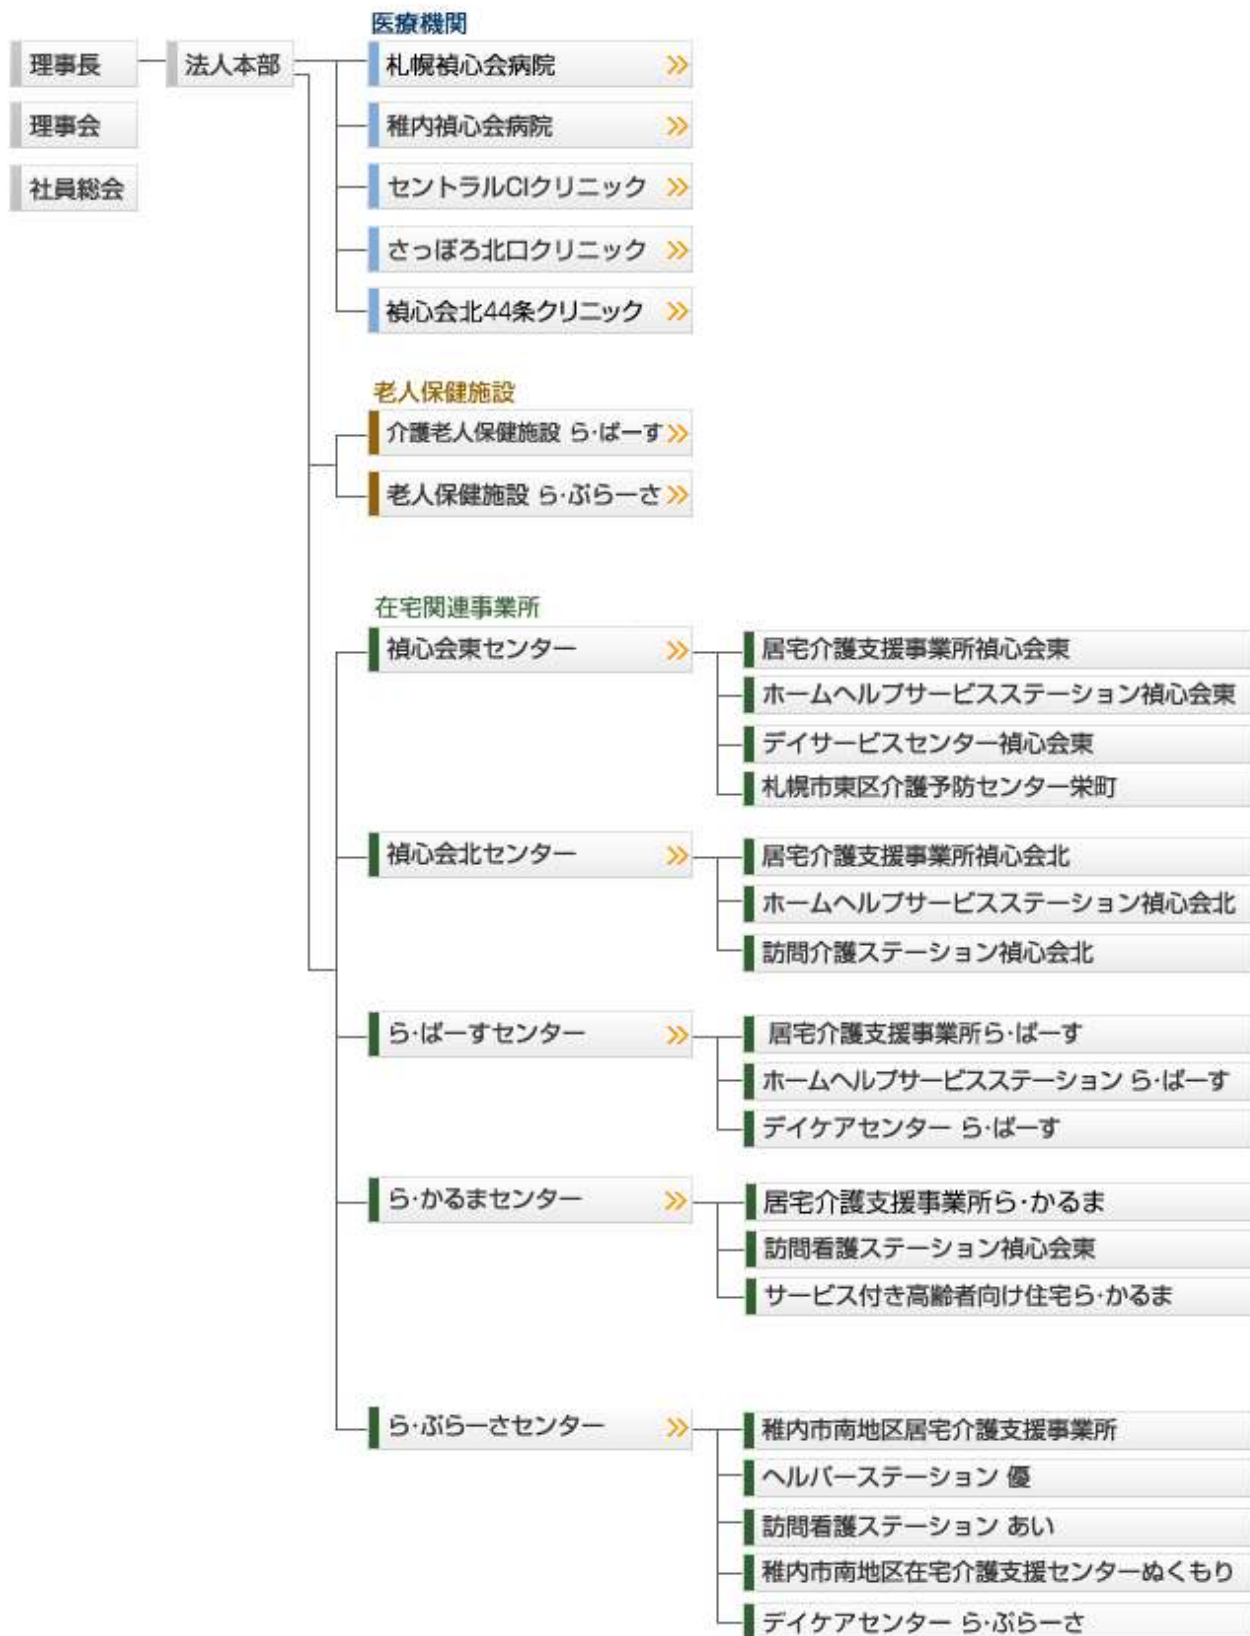 理事長
法人本部
理事会
社員総会
医療機関
札幌禎心会病院
稚内禎心会病院
セントラルCIクリニック
さっぽろ北口クリニック
禎心会北44条クリニック
老人保健施設
介護老人保健施設 ら·ぱーす
老人保健施設 ら·ぷらーさ
在宅関連事業所
禎心会東センター
居宅介護支援事業所禎心会東
ホームヘルプサービスステーション禎心会東
デイサービスセンター禎心会東
札幌市東区介護予防センター栄町
禎心会北センター
居宅介護支援事業所禎心会北
ホームヘルプサービスステーション禎心会北
訪問介護ステーション禎心会北
ら·ぱーすセンター
居宅介護支援事業所ら·ぱーす
ホームヘルプサービスステーション ら·ぱーす
デイケアセンター ら·ぱーす
ら·かるまセンター
居宅介護支援事業所ら·かるま
訪問看護ステーション禎心会東
サービス付き高齢者向け住宅ら·かるま
ら·ぷらーさセンター
稚内市南地区居宅介護支援事業所
ヘルパーステーション 優
訪問看護ステーション あい
稚内市南地区在宅介護支援センターぬくもり
デイケアセンター ら·ぷらーさ